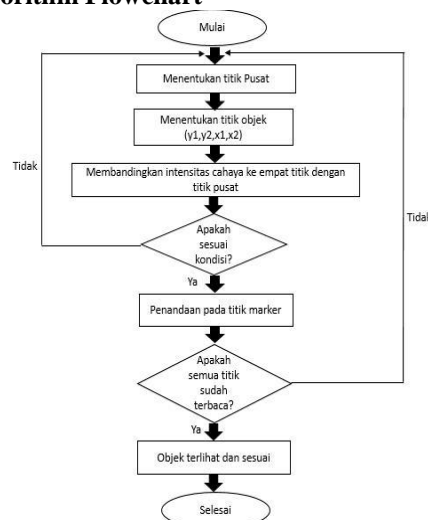 Mulai
Menentukan titik Pusat
Menentukan titik objek
(y1,y2,x1,x2)
Tidak
Membandingkan intensitas cahaya ke empat titik dengan
titik pusat
Tidak
Apakah
sesuai
kondisi?
Ya
Penandaan pada titik marker
Apakah
semua titik
sudah
terbaca?
Ya
Objek terlihat dan sesuai
Selesai